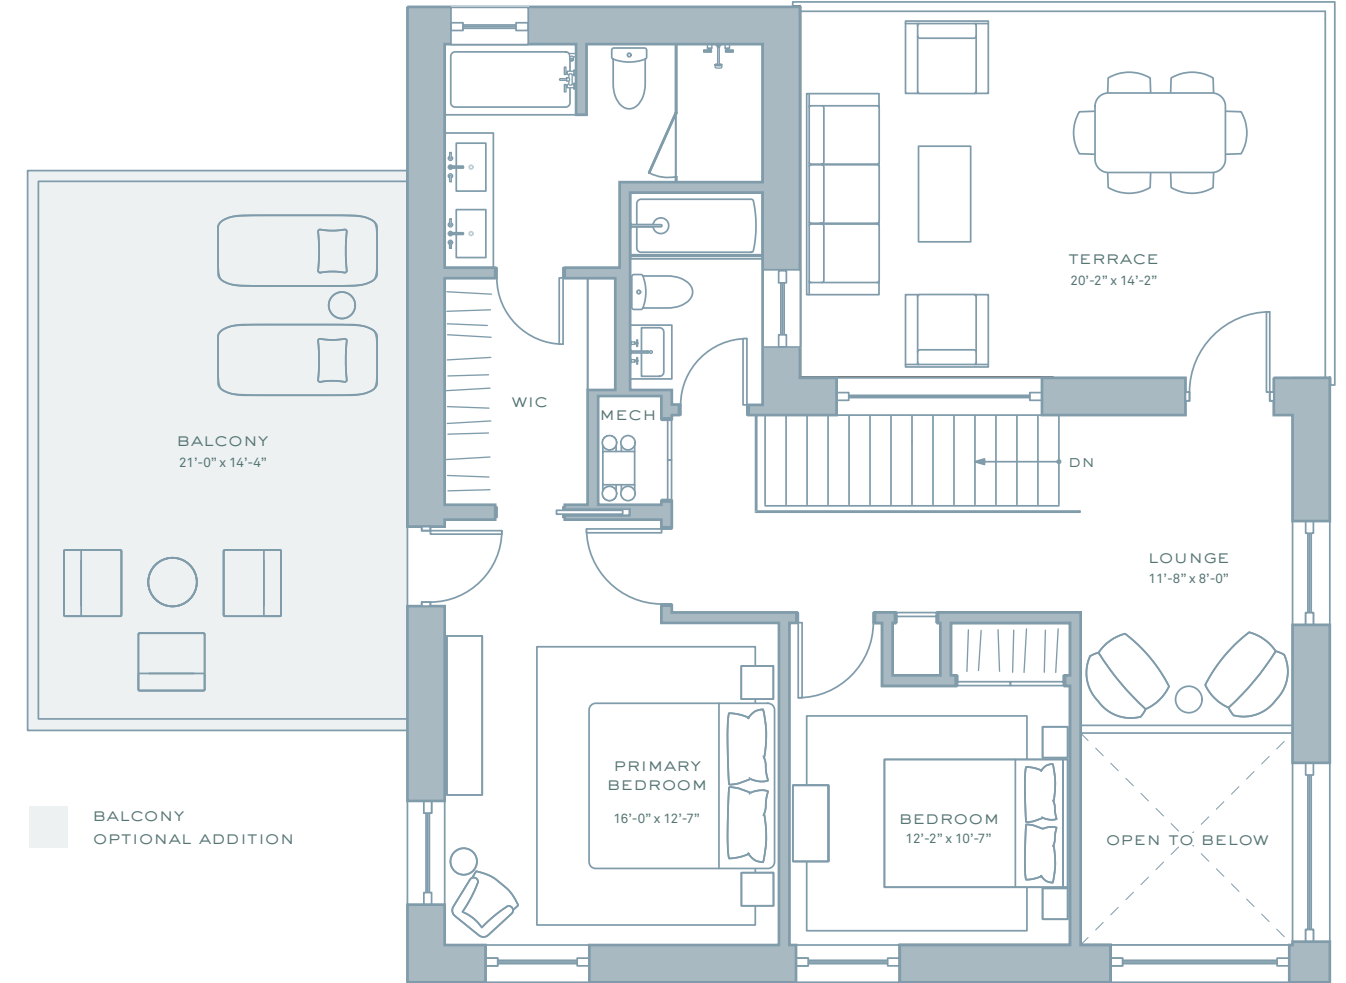 TERRACE
20'-2" x 14'-2"
WIC
MECH
BALCONY
21'-0" x 14'-4"
DN
LOUNGE
11'-8" x 8'-0"
PRIMARY
BEDROOM
16'-0" x 12'-7"
BEDROOM
12'-2" x 10'-7"
OPEN TO BELOW
BALCONY
OPTIONAL ADDITION